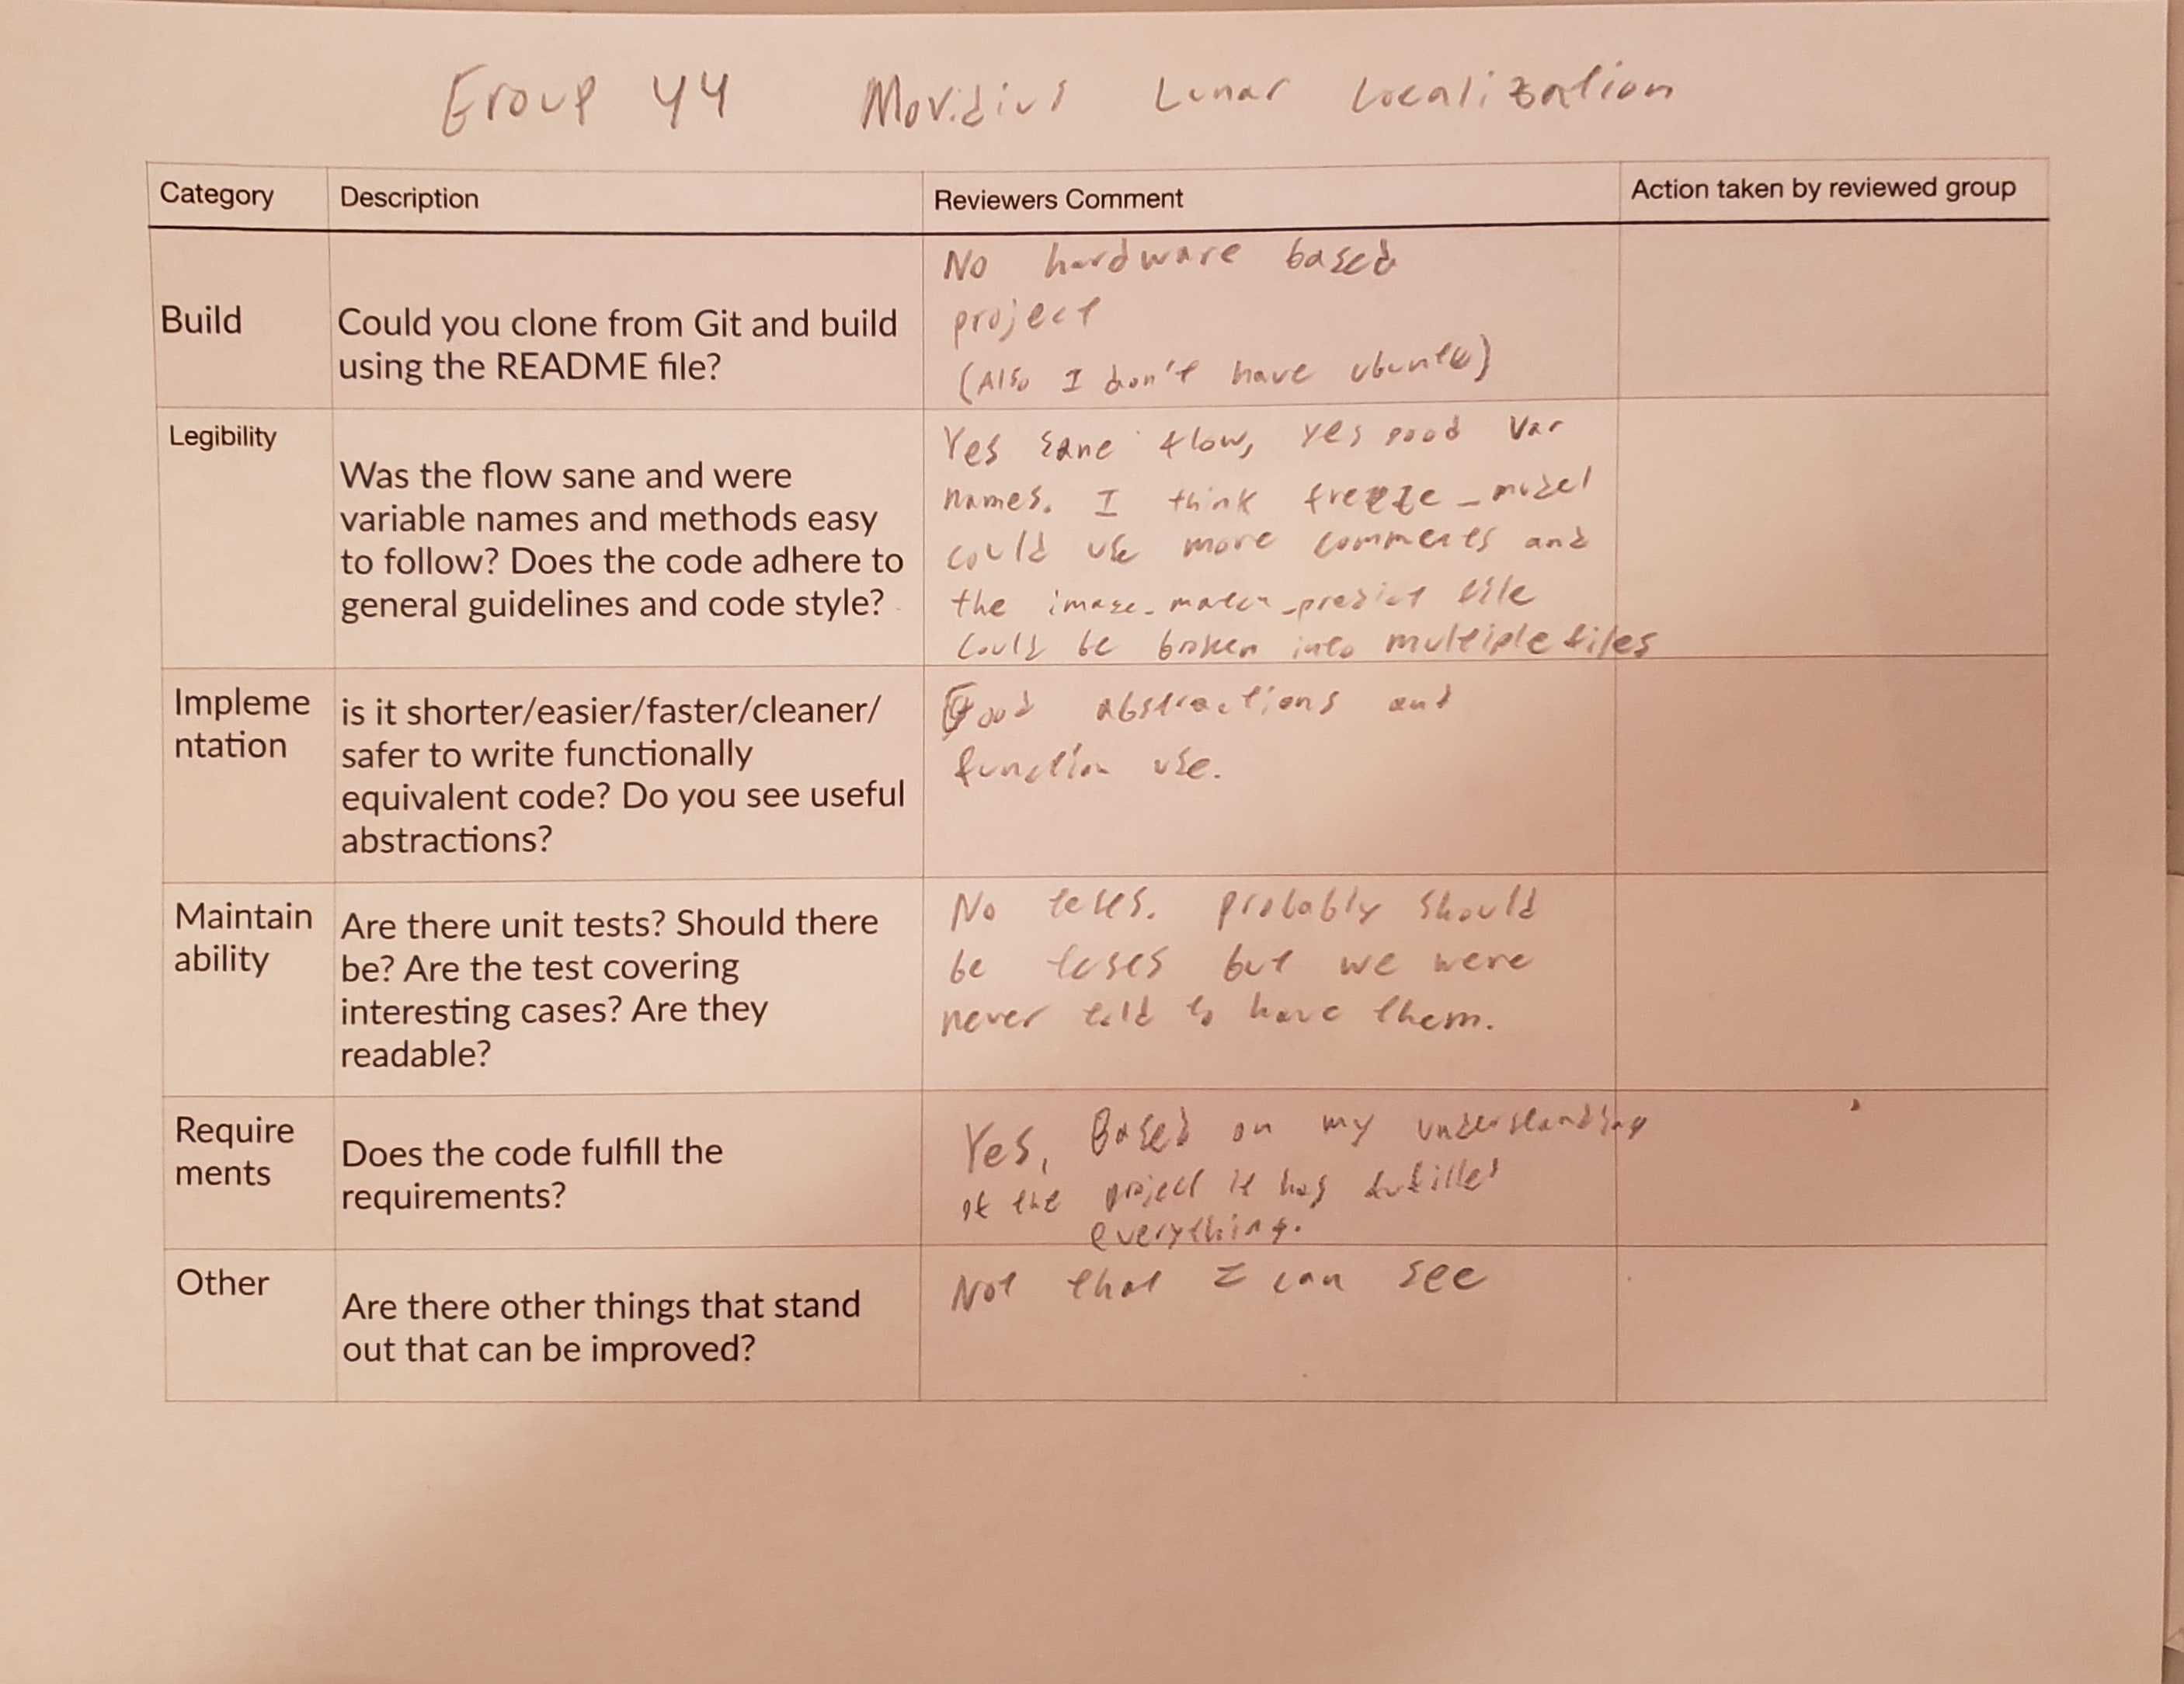 Group 44 Movidius Lunar Localization
Category Description Reviewers Comment Action taken by reviewed group
Build
Could you clone from Git and build
using the README file?
No hardware based
project
(Also I don't have ubuntu)
Legibility
Was the flow sane and were
variable names and methods easy
to follow? Does the code adhere to
general guidelines and code style?
Yes sane flow, yes good var
names. I think freeze_model
could use more comments and
the image_match_predict file
could be broken into multiple files
Impleme
ntation
is it shorter/easier/faster/cleaner/
safer to write functionally
equivalent code? Do you see useful
abstractions?
Good abstractions and
function use.
Maintain
ability
Are there unit tests? Should there
be? Are the test covering
interesting cases? Are they
readable?
No tests. probably should
be tests but we were
never told to have them.
Require
ments
Does the code fulfill the
requirements?
Yes, Based on my understanding
of the project it has fufilled
everything.
Other
Are there other things that stand
out that can be improved?
Not that I can see